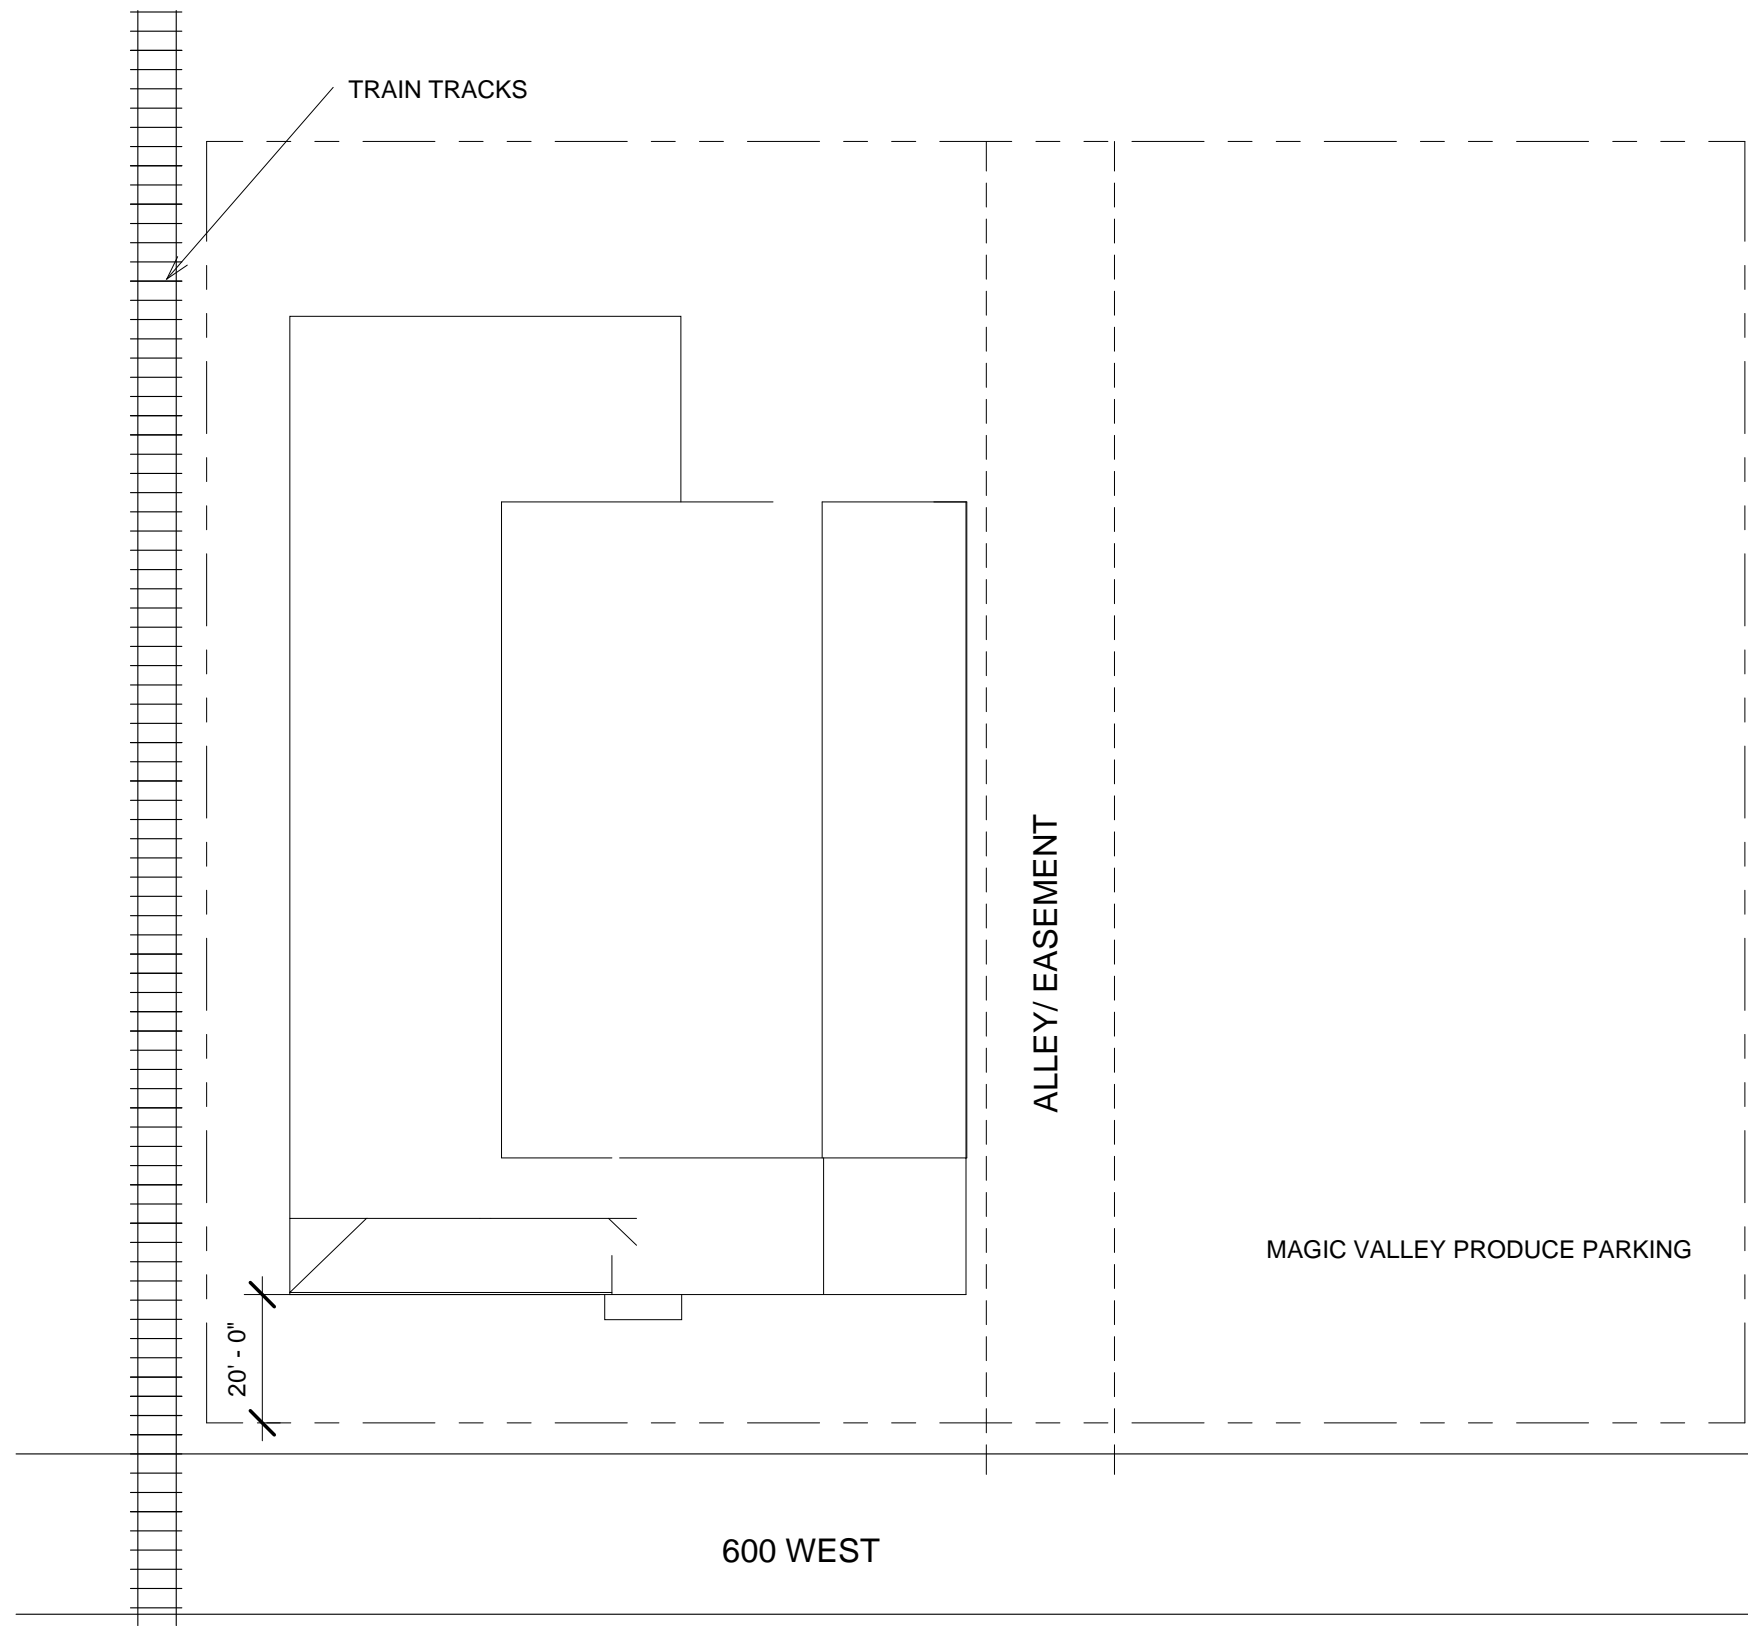 TRAIN TRACKS
ALLEY/ EASEMENT
MAGIC VALLEY PRODUCE PARKING
20' - 0"
600 WEST